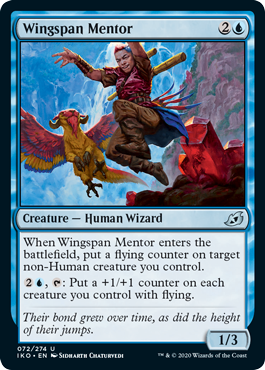 Wingspan Mentor 2
Creature — Human Wizard
When Wingspan Mentor enters the
battlefield, put a flying counter on target
non-Human creature you control.
2 , : Put a +1/+1 counter on each
creature you control with flying.
Their bond grew over time, as did the height
of their jumps.
1/3
072/274 U
IKO • EN SIDHARTH CHATURVEDI
™ & © 2020 Wizards of the Coast